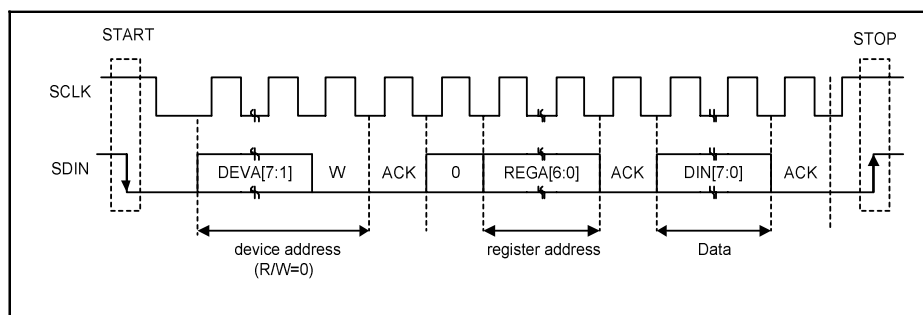 START STOP
SCLK
SDIN DEVA[7:1] W ACK 0 REGA[6:0] ACK DIN[7:0] ACK
device address register address Data
(R/W=0)